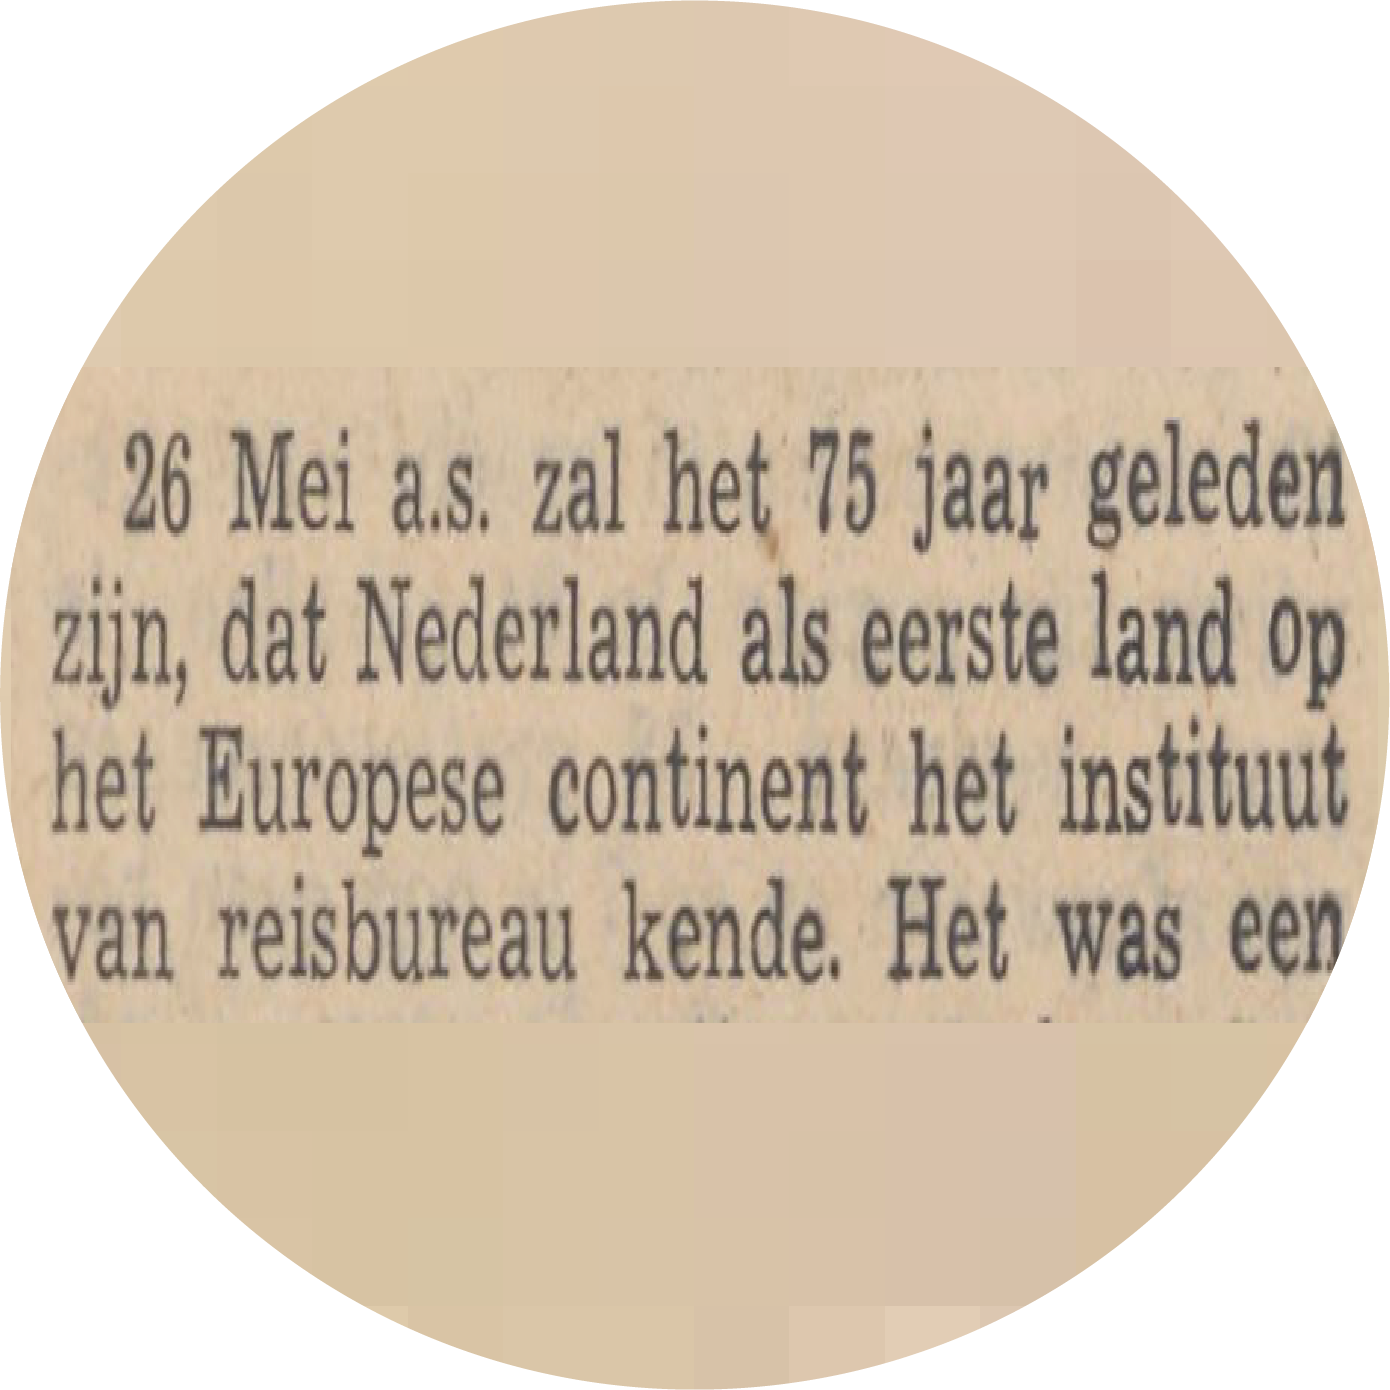 26 Mei a.s. zal het 75 jaar geleden
zijn, dat Nederland als eerste land op
het Europese continent het instituut
van reisbureau kende. Het was een